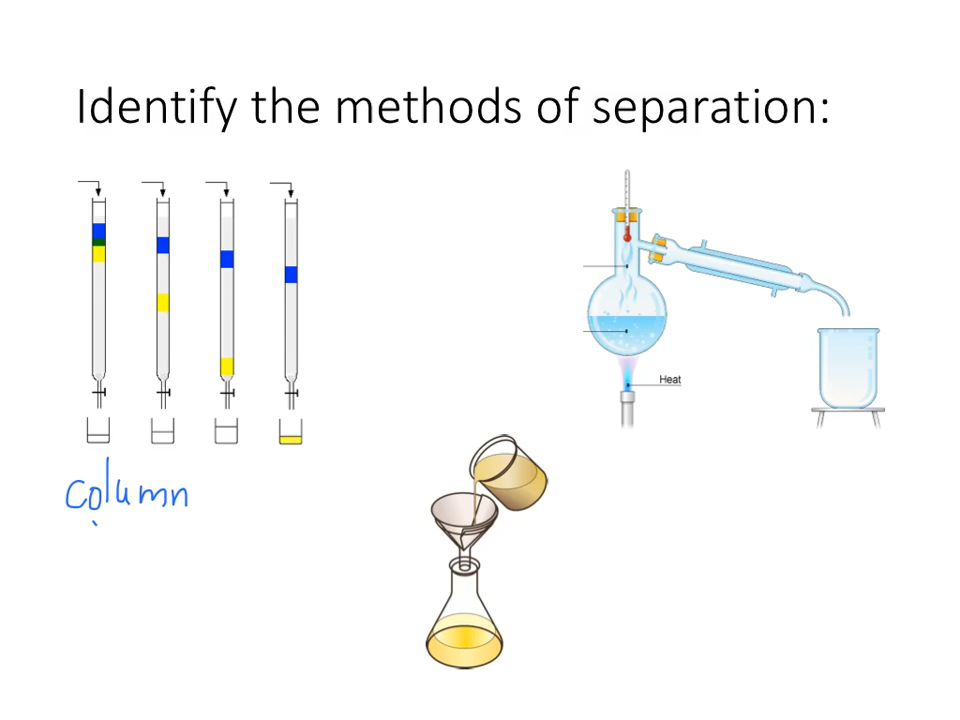 Identify the methods of separation:
Heat
column